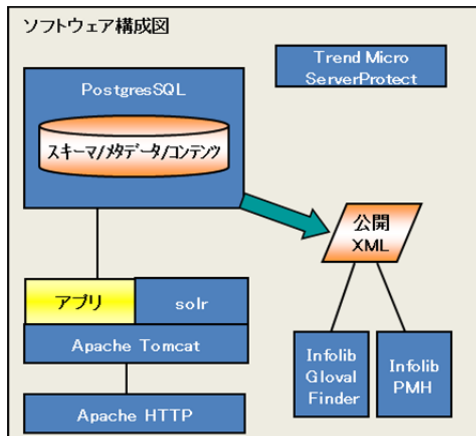 ソフトウェア構成図
Trend Micro
ServerProtect
PostgresSQL
スキーマ/メタデータ/コンテンツ
公開
XML
アプリ
solr
Apache Tomcat
Infolib
Gloval
Finder
Infolib
PMH
Apache HTTP